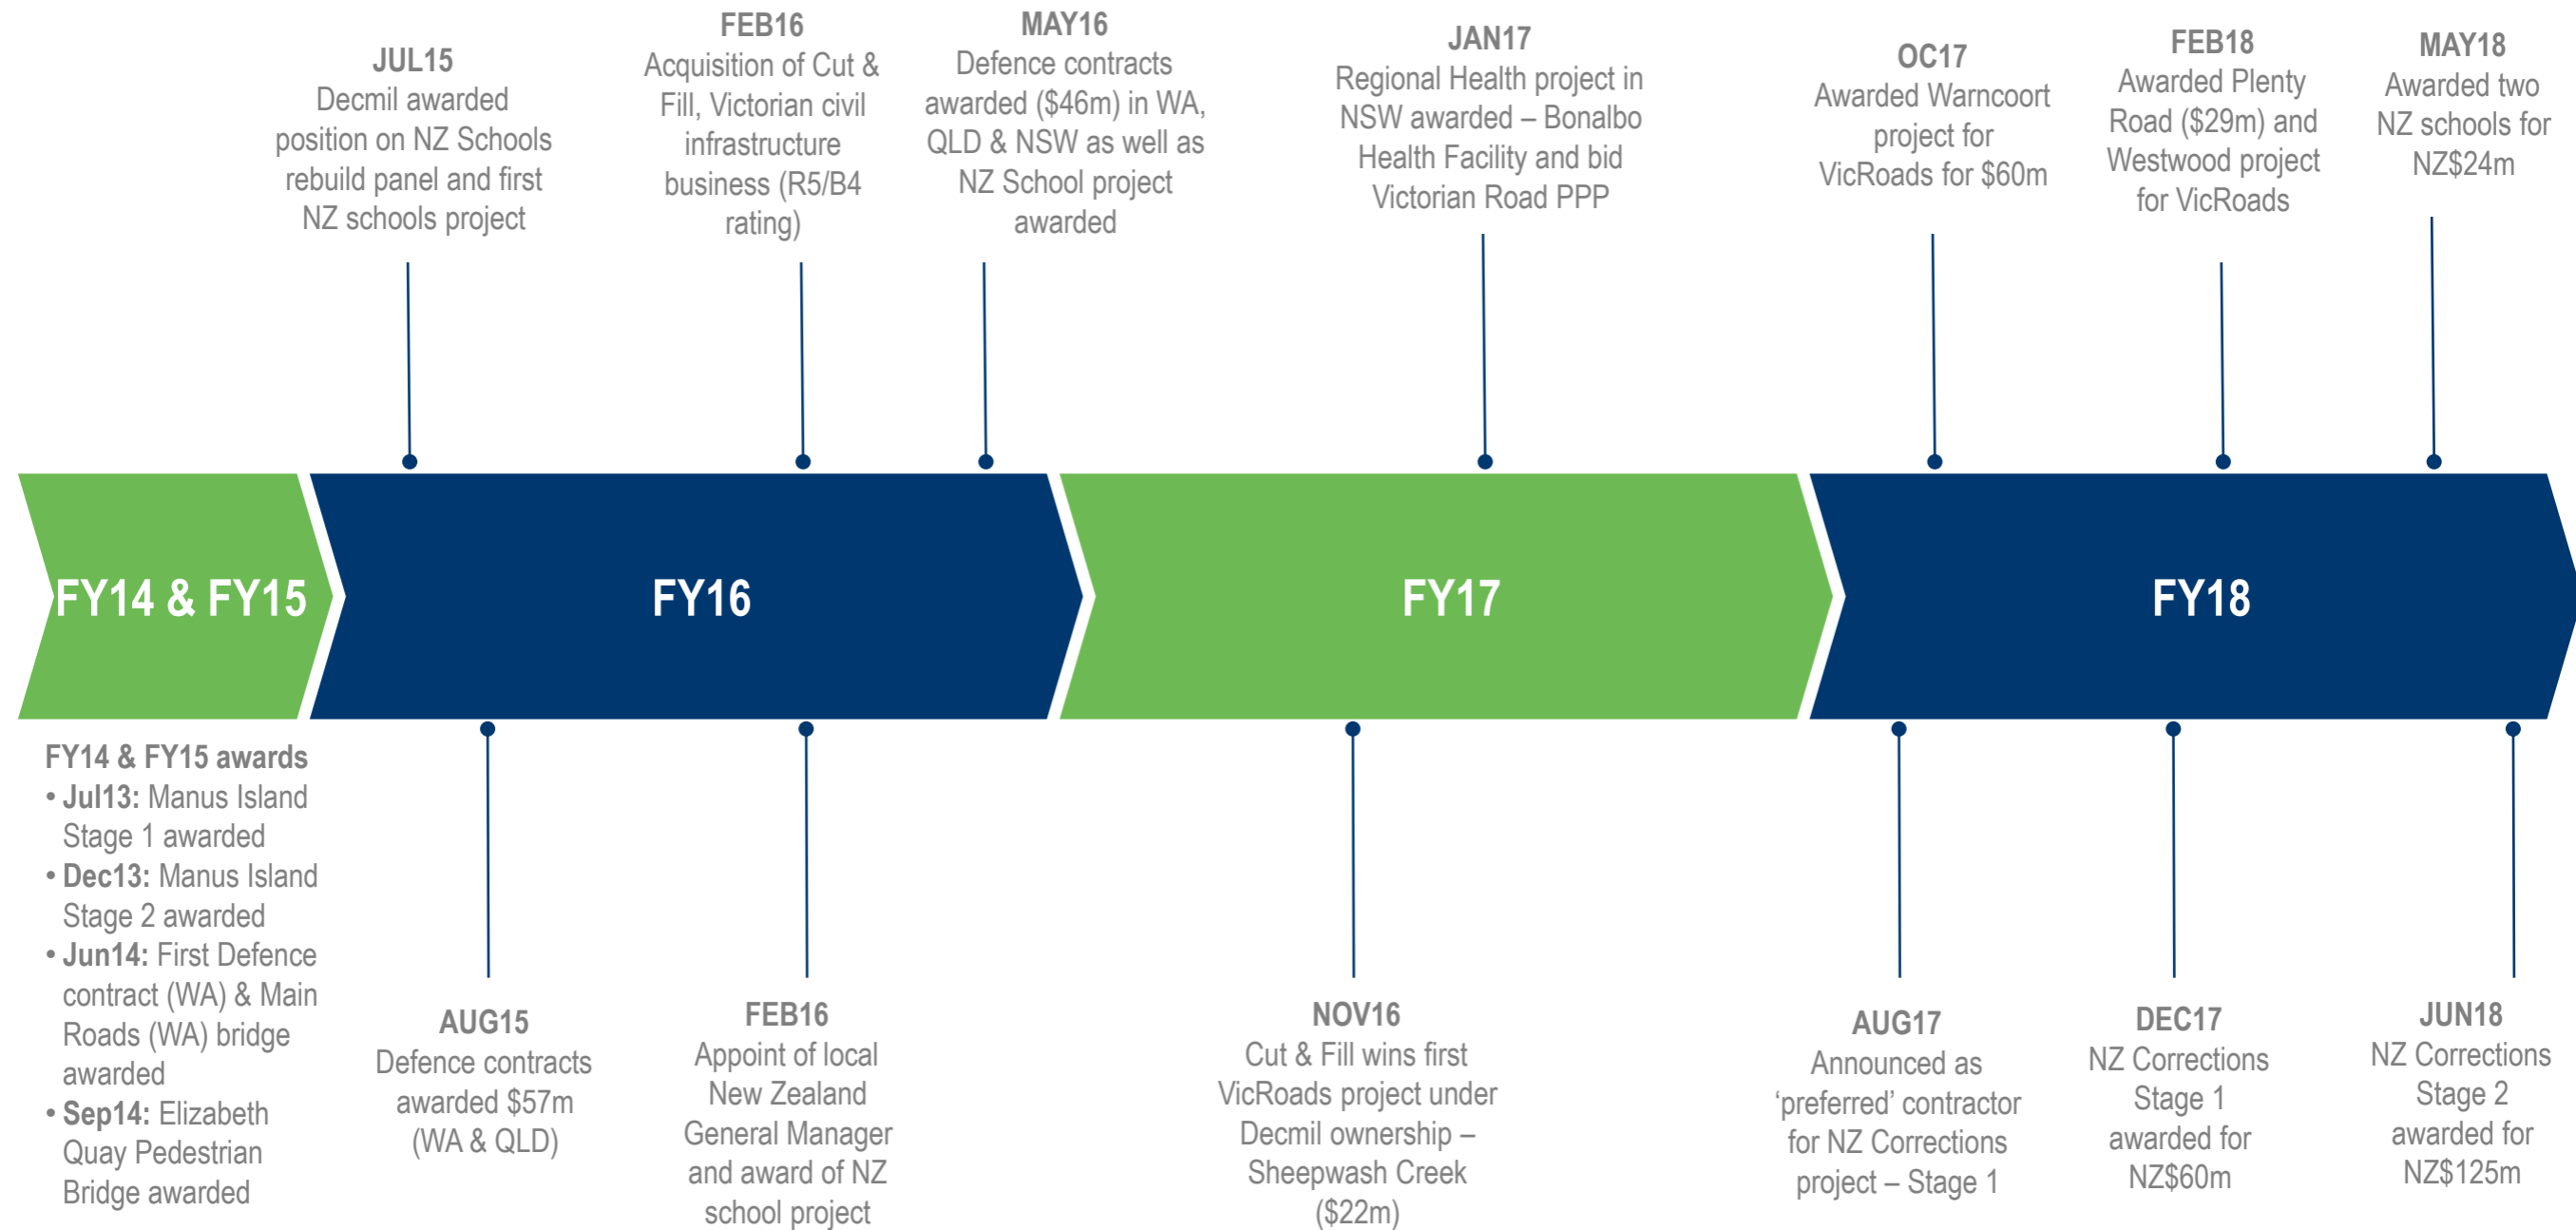 JUL15
Decmil awarded
position on NZ Schools
rebuild panel and first
NZ schools project
FEB16
Acquisition of Cut &
Fill, Victorian civil
infrastructure
business (R5/B4
rating)
MAY16
Defence contracts
awarded ($46m) in WA,
QLD & NSW as well as
NZ School project
awarded
JAN17
Regional Health project in
NSW awarded – Bonalbo
Health Facility and bid
Victorian Road PPP
OC17
Awarded Warncoort
project for
VicRoads for $60m
FEB18
Awarded Plenty
Road ($29m) and
Westwood project
for VicRoads
MAY18
Awarded two
NZ schools for
NZ$24m
FY14 & FY15
FY16
FY17
FY18
FY14 & FY15 awards
• Jul13: Manus Island
Stage 1 awarded
• Dec13: Manus Island
Stage 2 awarded
• Jun14: First Defence
contract (WA) & Main
Roads (WA) bridge
awarded
• Sep14: Elizabeth
Quay Pedestrian
Bridge awarded
AUG15
Defence contracts
awarded $57m
(WA & QLD)
FEB16
Appoint of local
New Zealand
General Manager
and award of NZ
school project
NOV16
Cut & Fill wins first
VicRoads project under
Decmil ownership –
Sheepwash Creek
($22m)
AUG17
Announced as
‘preferred’ contractor
for NZ Corrections
project – Stage 1
DEC17
NZ Corrections
Stage 1
awarded for
NZ$60m
JUN18
NZ Corrections
Stage 2
awarded for
NZ$125m